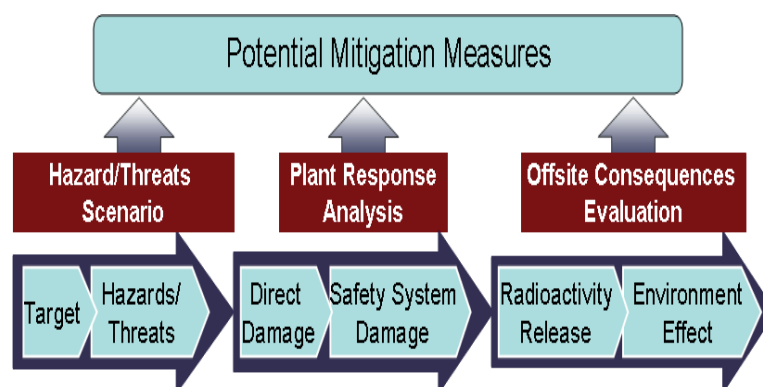 Potential Mitigation Measures
Hazard/Threats
Scenario
Plant Response
Analysis
Offsite Consequences
Evaluation
Target
Hazards/
Threats
Direct
Damage
Safety System
Damage
Radioactivity
Release
Environment
Effect